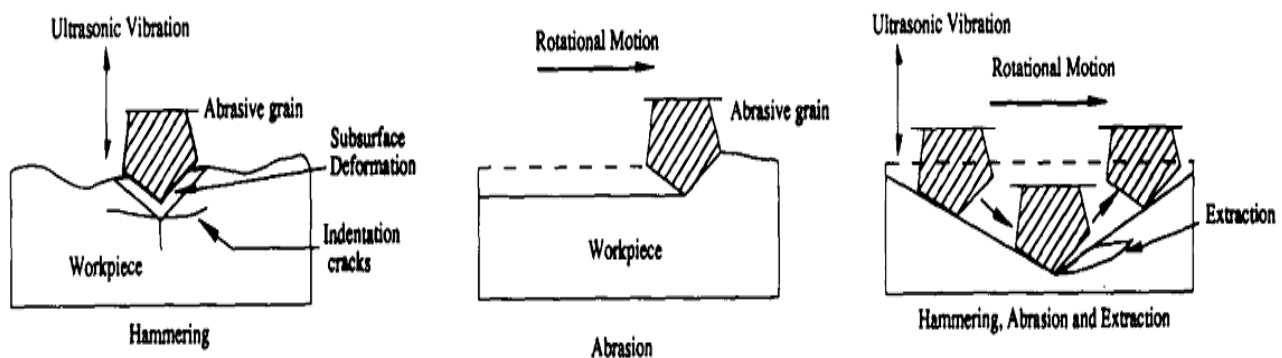 Ultrasonic Vibration
Abrasive grain
Subsurface
Deformation
Indentation
cracks
Workpiece
Hammering
Rotational Motion
Abrasive grain
Workpiece
Abrasion
Ultrasonic Vibration
Rotational Motion
Extraction
Hammering, Abrasion and Extraction